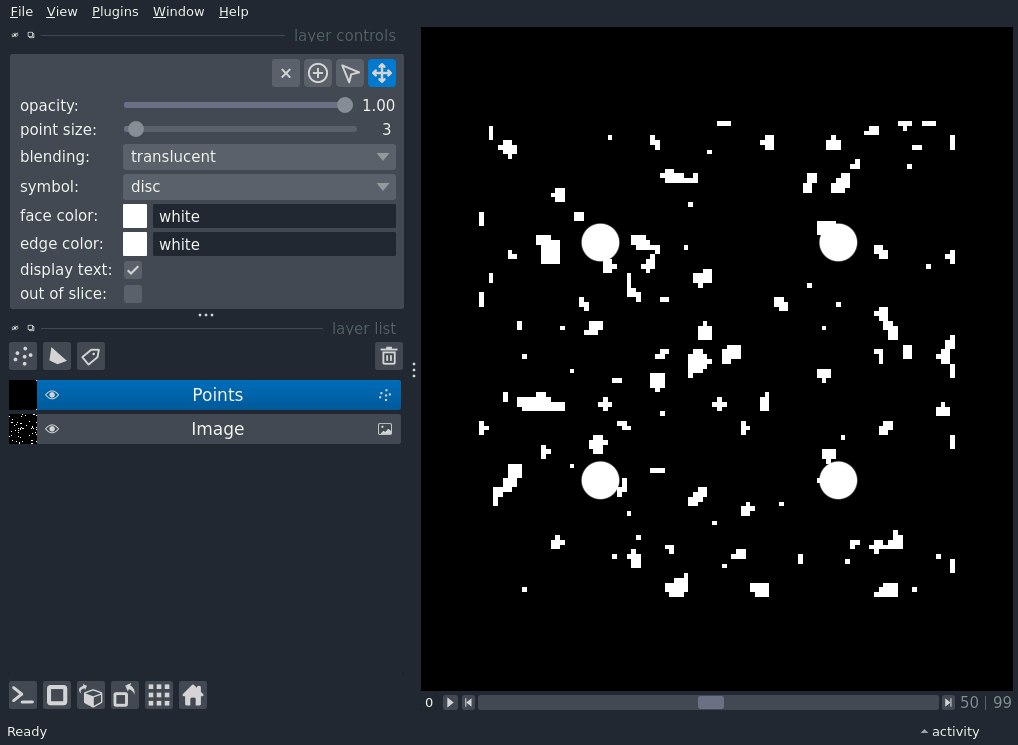 File View Plugins Window Help
layer controls
opacity: 1.00
point size: 3
blending: translucent
symbol: disc
face color: white
edge color: white
display text:
out of slice:
layer list
Points
Image
0 50 | 99
Ready activity